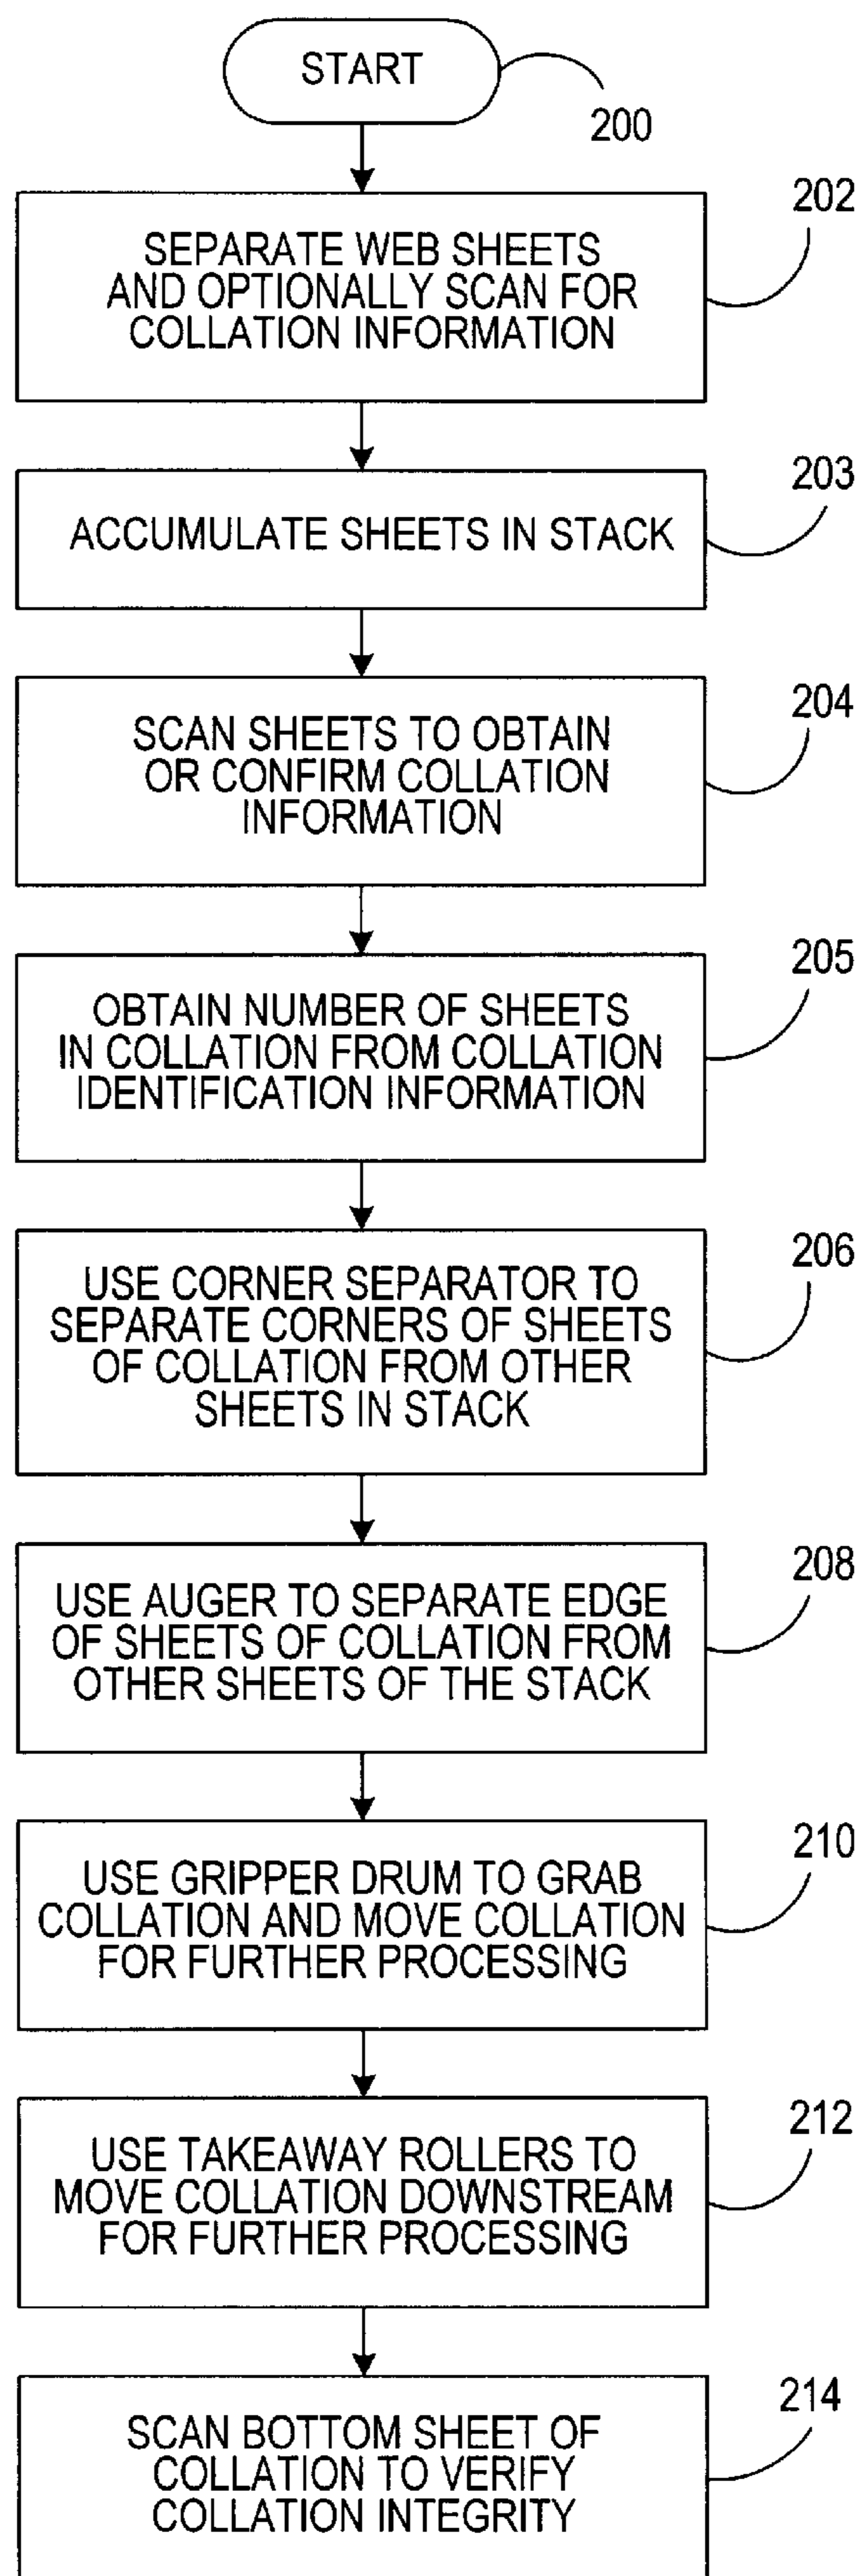 START
200
202
SEPARATE WEB SHEETS
AND OPTIONALLY SCAN FOR
COLLATION INFORMATION
203
ACCUMULATE SHEETS IN STACK
204
SCAN SHEETS TO OBTAIN
OR CONFIRM COLLATION
INFORMATION
205
OBTAIN NUMBER OF SHEETS
IN COLLATION FROM COLLATION
IDENTIFICATION INFORMATION
206
USE CORNER SEPARATOR TO
SEPARATE CORNERS OF SHEETS
OF COLLATION FROM OTHER
SHEETS IN STACK
208
USE AUGER TO SEPARATE EDGE
OF SHEETS OF COLLATION FROM
OTHER SHEETS OF THE STACK
210
USE GRIPPER DRUM TO GRAB
COLLATION AND MOVE COLLATION
FOR FURTHER PROCESSING
212
USE TAKEAWAY ROLLERS TO
MOVE COLLATION DOWNSTREAM
FOR FURTHER PROCESSING
214
SCAN BOTTOM SHEET OF
COLLATION TO VERIFY
COLLATION INTEGRITY